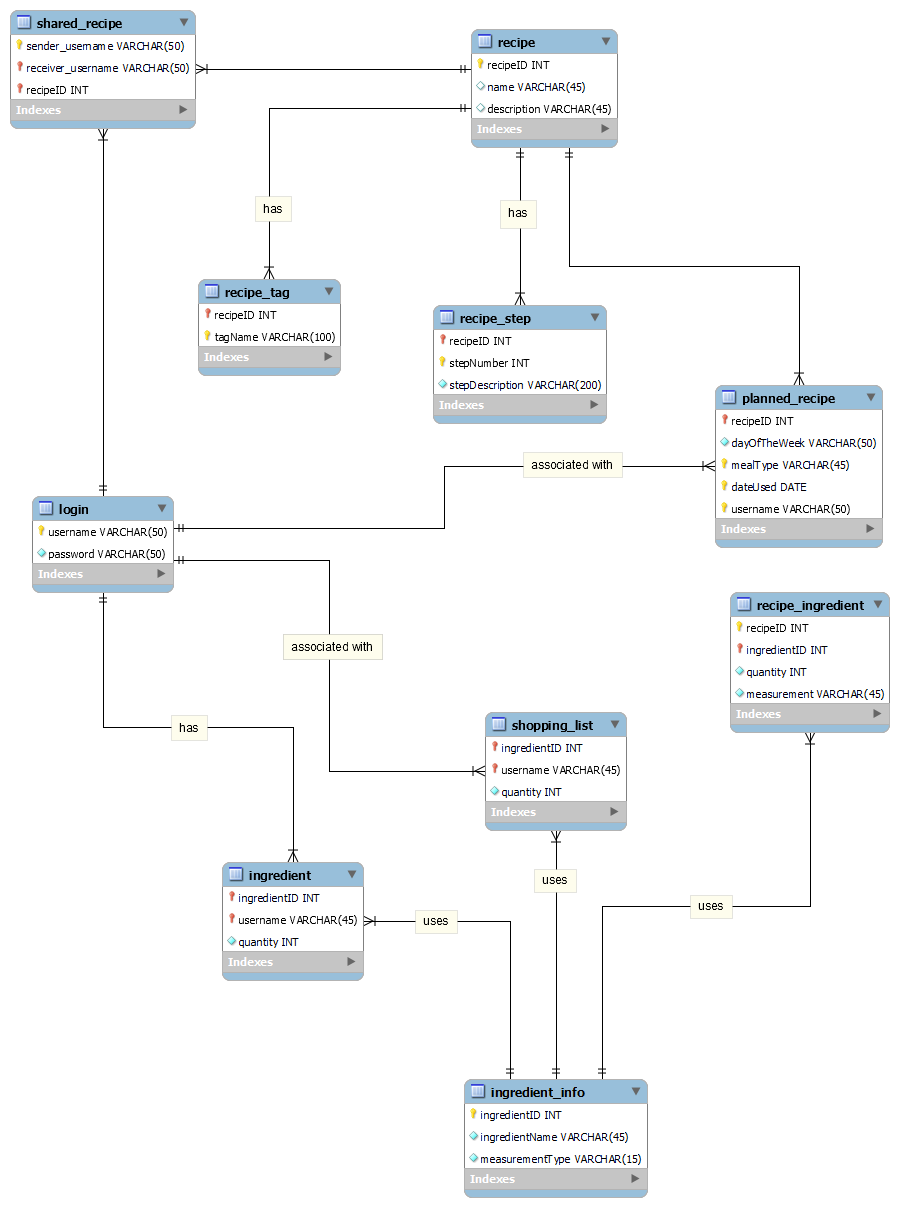 shared_recipe
sender_username VARCHAR(50)
receiver_username VARCHAR(50)
recipeID INT
Indexes
recipe
recipeID INT
name VARCHAR(45)
description VARCHAR(45)
Indexes
has
has
recipe_tag
recipeID INT
tagName VARCHAR(100)
Indexes
recipe_step
recipeID INT
stepNumber INT
stepDescription VARCHAR(200)
Indexes
planned_recipe
recipeID INT
dayOfTheWeek VARCHAR(50)
mealType VARCHAR(45)
dateUsed DATE
username VARCHAR(50)
Indexes
associated with
login
username VARCHAR(50)
password VARCHAR(50)
Indexes
associated with
recipe_ingredient
recipeID INT
ingredientID INT
quantity INT
measurement VARCHAR(45)
Indexes
has
shopping_list
ingredientID INT
username VARCHAR(45)
quantity INT
Indexes
ingredient
ingredientID INT
username VARCHAR(45)
quantity INT
Indexes
uses
uses
uses
ingredient_info
ingredientID INT
ingredientName VARCHAR(45)
measurementType VARCHAR(15)
Indexes